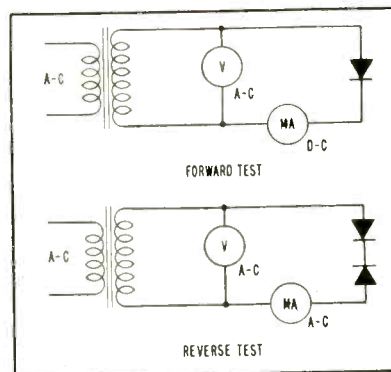 A-C
V
A-C
MA
D-C
FORWARD TEST
A-C
V
A-C
MA
A-C
REVERSE TEST